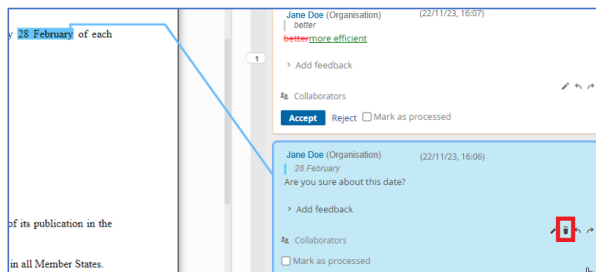 y 28 February of each
of its publication in the
in all Member States.
1
Jane Doe (Organisation) (22/11/23, 16:07)
better
bettermore efficient
> Add feedback
Collaborators
Accept Reject Mark as processed
Jane Doe (Organisation) (22/11/23, 16:06)
28 February
Are you sure about this date?
> Add feedback
Collaborators
Mark as processed